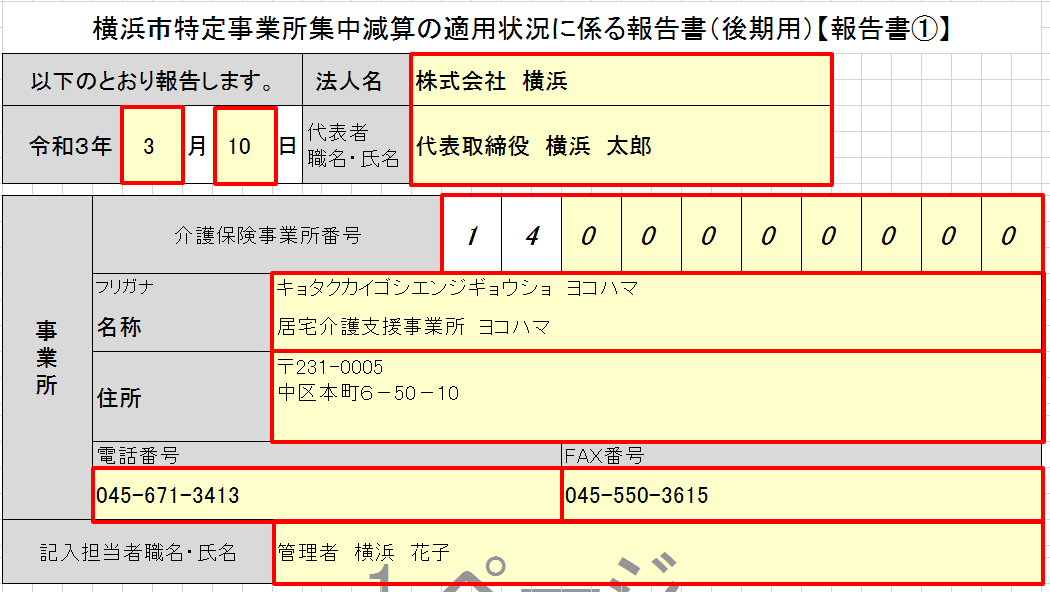 横浜市特定事業所集中減算の適用状況に係る報告書（後期用）【報告書①】
以下のとおり報告します。
法人名
株式会社　横浜
令和３年 3 月 10 日
代表者
職名・氏名
代表取締役　横浜　太郎
事業所
介護保険事業所番号
1 4 0 0 0 0 0 0 0 0
フリガナ
キョタクカイゴシエンジギョウショ　ヨコハマ
名称
居宅介護支援事業所　ヨコハマ
住所
〒231-0005
中区本町６－50－10
電話番号
FAX番号
045-671-3413
045-550-3615
記入担当者職名・氏名
管理者　横浜　花子
1 ページ